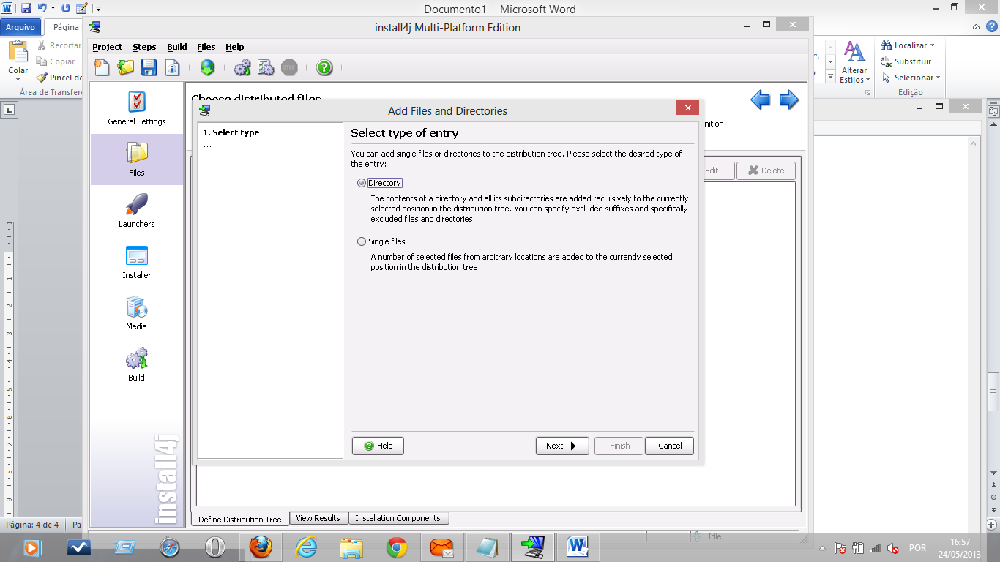 Documento1 - Microsoft Word
Arquivo
Página
install4j Multi-Platform Edition
Project Steps Build Files Help
Recortar
Copiar
Pincel de
Colar
Área de Transferê
Localizar
Substituir
Selecionar
Alterar
Estilos
Edição
STOP
General Settings
Files
Launchers
Installer
Media
Build
install4j
Choose distributed files
nition
Edit
Delete
Add Files and Directories
1. Select type
...
Select type of entry
You can add single files or directories to the distribution tree. Please select the desired type of
the entry:
Directory
The contents of a directory and all its subdirectories are added recursively to the currently
selected position in the distribution tree. You can specify excluded suffixes and specifically
excluded files and directories.
Single files
A number of selected files from arbitrary locations are added to the currently selected
position in the distribution tree
Help
Next
Finish
Cancel
Define Distribution Tree
View Results
Installation Components
Página: 4 de 4
Pa
Idle
POR
16:57
24/05/2013